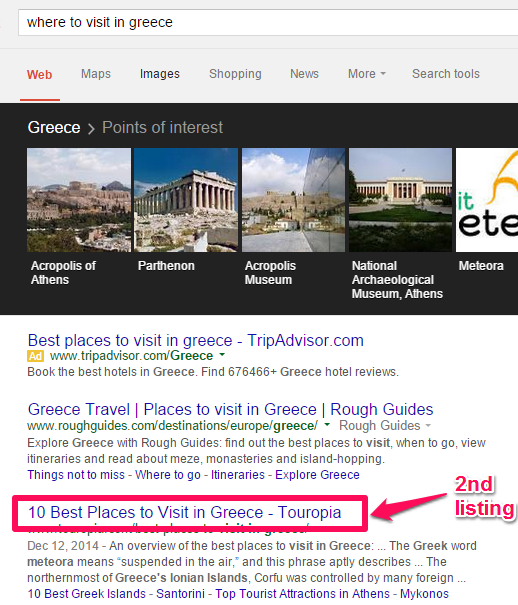 where to visit in greece
Web Maps Images Shopping News More Search tools
Greece > Points of interest
it
ete
Acropolis of Athens
Parthenon
Acropolis Museum
National Archaeological Museum, Athens
Meteora
Best places to visit in greece - TripAdvisor.com
Ad www.tripadvisor.com/Greece
Book the best hotels in Greece. Find 676466+ Greece hotel reviews.
Greece Travel | Places to visit in Greece | Rough Guides
www.roughguides.com/destinations/europe/greece/ Rough Guides
Explore Greece with Rough Guides: find out the best places to visit, when to go, view
itineraries and read about meze, monasteries and island-hopping.
Things not to miss - Where to go - Itineraries - Explore Greece
10 Best Places to Visit in Greece - Touropia
2nd
listing
Dec 12, 2014 - An overview of the best places to visit in Greece: ... The Greek word
meteora means "suspended in the air," and this phrase aptly describes ... The
northernmost of Greece's Ionian Islands, Corfu was controlled by many foreign ...
10 Best Greek Islands - Santorini - Top Tourist Attractions in Athens - Mykonos